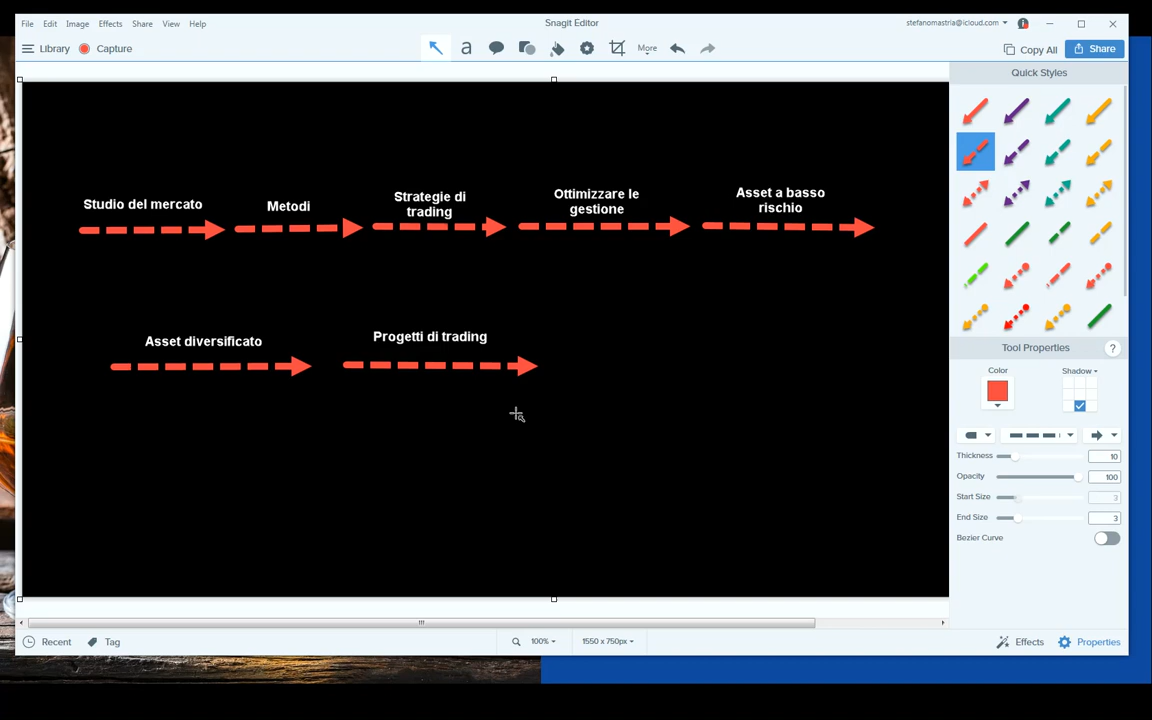 Snagit Editor
File Edit Image Effects Share View Help
stefanomastria@icloud.com
Library Capture
a
More
Copy All Share
Quick Styles
Studio del mercato
Metodi
Strategie di
trading
Ottimizzare le
gestione
Asset a basso
rischio
Asset diversificato
Progetti di trading
Tool Properties
?
Color
Shadow
Thickness 10
Opacity 100
Start Size 3
End Size 3
Bezier Curve
Recent Tag
100%
1550 x 750px
Effects Properties